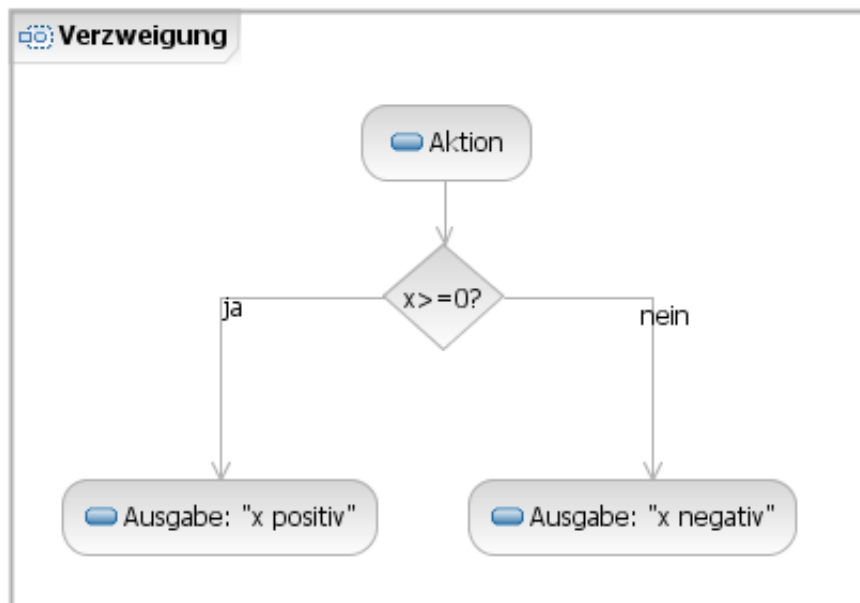 Verzweigung
Aktion
x>=0?
ja
nein
Ausgabe: "x positiv"
Ausgabe: "x negativ"